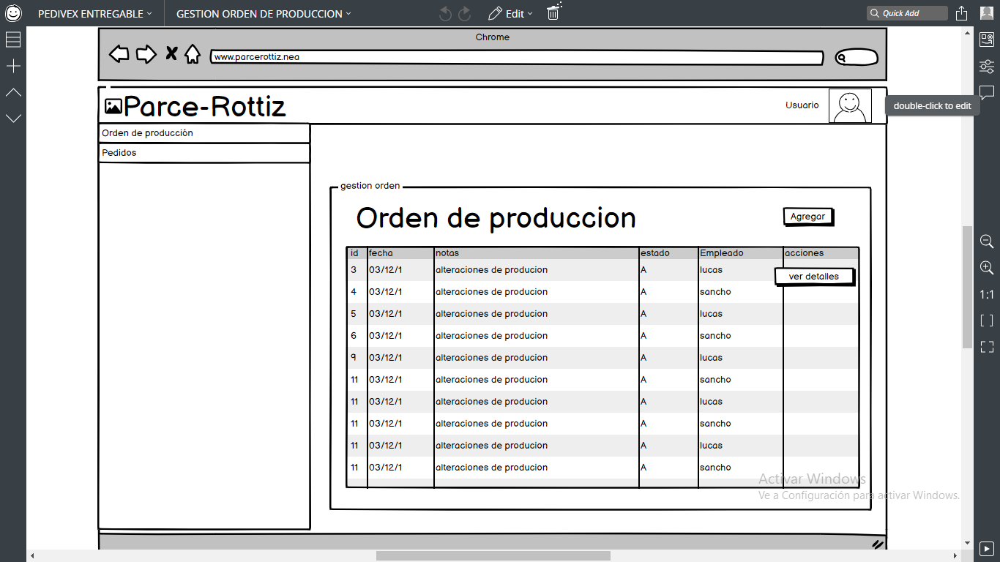 PEDIVEX ENTREGABLE GESTION ORDEN DE PRODUCCION Edit Quick Add
Chrome
www.parcerottiz.nea
Parce-Rottiz Usuario double-click to edit
Orden de producción
Pedidos
gestion orden
Orden de produccion Agregar
id fecha notas estado Empleado acciones
3 03/12/1 alteraciones de producion A lucas ver detalles
4 03/12/1 alteraciones de producion A sancho
5 03/12/1 alteraciones de producion A lucas
6 03/12/1 alteraciones de producion A sancho
9 03/12/1 alteraciones de producion A lucas
11 03/12/1 alteraciones de producion A sancho
11 03/12/1 alteraciones de producion A lucas
11 03/12/1 alteraciones de producion A sancho
11 03/12/1 alteraciones de producion A lucas
11 03/12/1 alteraciones de producion A sancho
1:1
Activar Windows
Ve a Configuración para activar Windows.